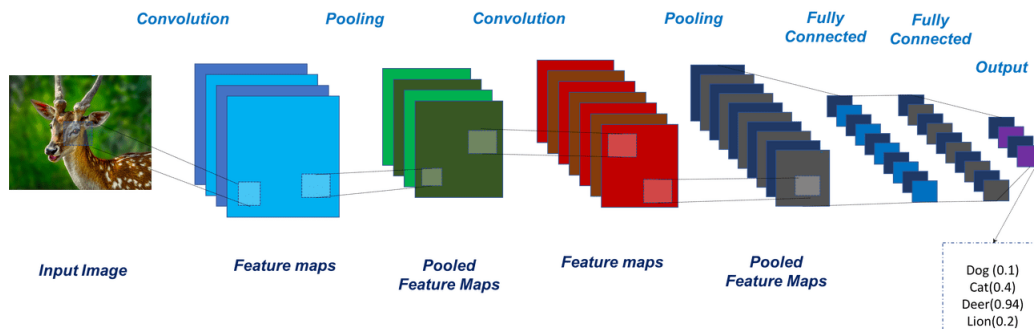 Convolution
Pooling
Convolution
Pooling
Fully
Connected
Fully
Connected
Output
Input Image
Feature maps
Pooled
Feature Maps
Feature maps
Pooled
Feature Maps
Dog (0.1)
Cat(0.4)
Deer(0.94)
Lion(0.2)